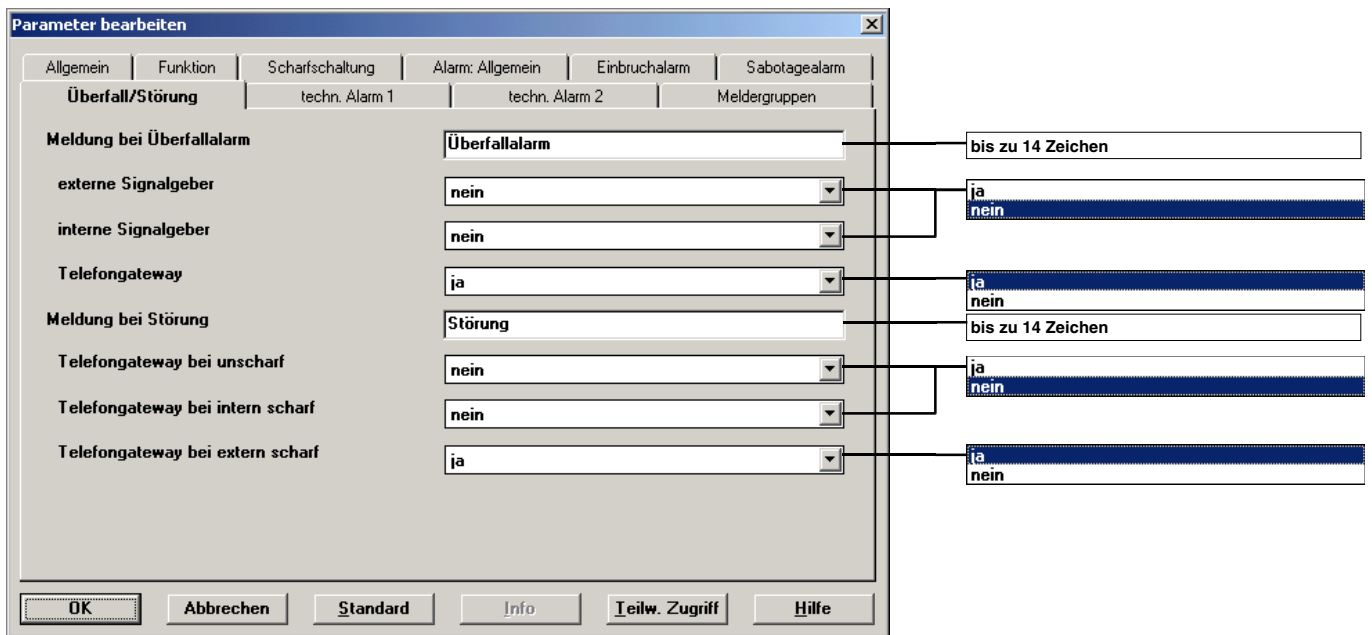 Parameter bearbeiten
Allgemein Funktion Scharfschaltung Alarm: Allgemein Einbruchalarm Sabotagealarm
Überfall/Störung techn. Alarm 1 techn. Alarm 2 Meldergruppen
Meldung bei Überfallalarm Überfallalarm bis zu 14 Zeichen
externe Signalgeber nein ja
nein
interne Signalgeber nein
Telefongateway ja ja
nein
Meldung bei Störung Störung bis zu 14 Zeichen
Telefongateway bei unscharf nein ja
nein
Telefongateway bei intern scharf nein
Telefongateway bei extern scharf ja ja
nein
OK Abbrechen Standard Info Teilw. Zugriff Hilfe